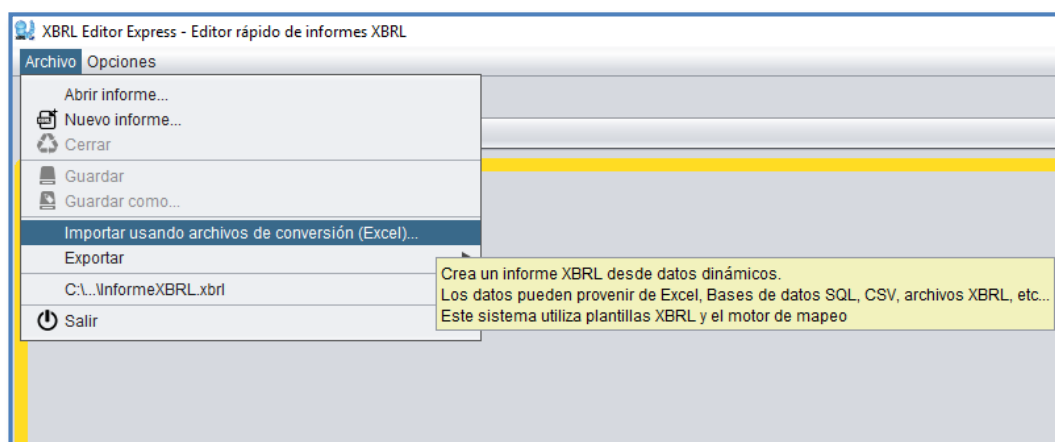 XBRL Editor Express - Editor rápido de informes XBRL
Archivo Opciones
Abrir informe...
Nuevo informe...
Cerrar
Guardar
Guardar como...
Importar usando archivos de conversión (Excel)...
Exportar
C:\...\InformeXBRL.xbrl
Salir
Crea un informe XBRL desde datos dinámicos.
Los datos pueden provenir de Excel, Bases de datos SQL, CSV, archivos XBRL, etc...
Este sistema utiliza plantillas XBRL y el motor de mapeo